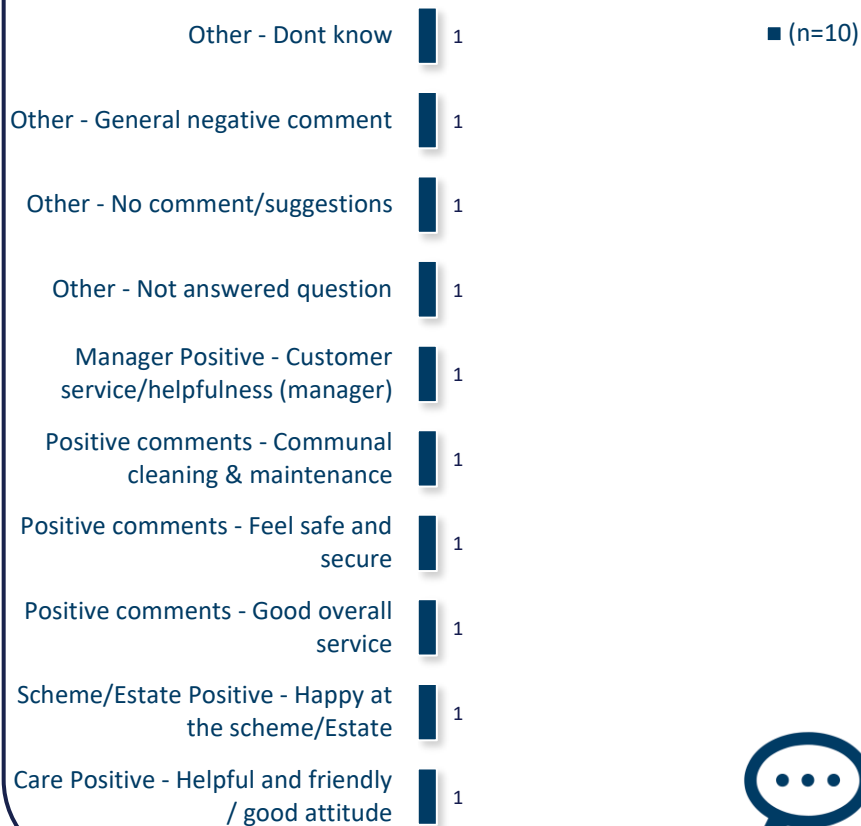 Other - Dont know 1
(n=10)
Other - General negative comment 1
Other - No comment/suggestions 1
Other - Not answered question 1
Manager Positive - Customer
service/helpfulness (manager) 1
Positive comments - Communal
cleaning & maintenance 1
Positive comments - Feel safe and
secure 1
Positive comments - Good overall
service 1
Scheme/Estate Positive - Happy at
the scheme/Estate 1
Care Positive - Helpful and friendly
/ good attitude 1